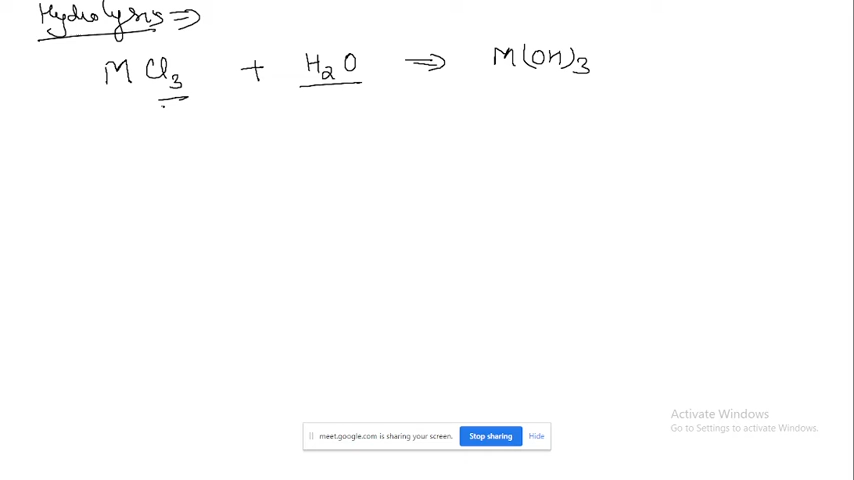 Hydrolysis ⇒
MCl₃ + H₂O ⇒ M(OH)₃
Activate Windows
Go to Settings to activate Windows.
meet.google.com is sharing your screen. Stop sharing Hide